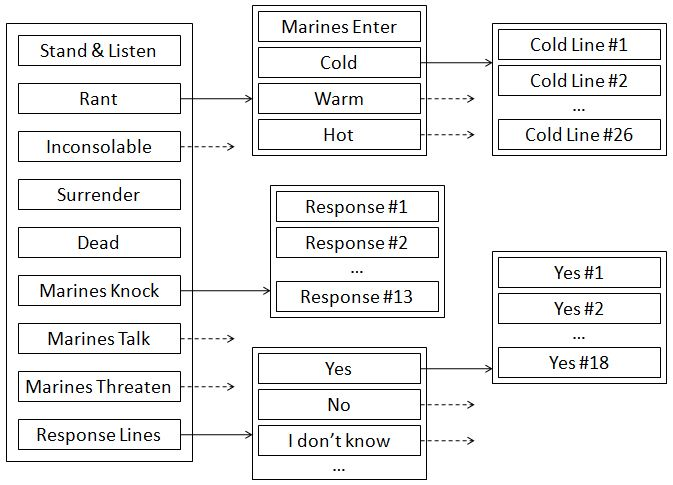 Stand & Listen
Rant
Inconsolable
Surrender
Dead
Marines Knock
Marines Talk
Marines Threaten
Response Lines
Marines Enter
Cold
Warm
Hot
Cold Line #1
Cold Line #2
...
Cold Line #26
Response #1
Response #2
...
Response #13
Yes
No
I don't know
...
Yes #1
Yes #2
...
Yes #18